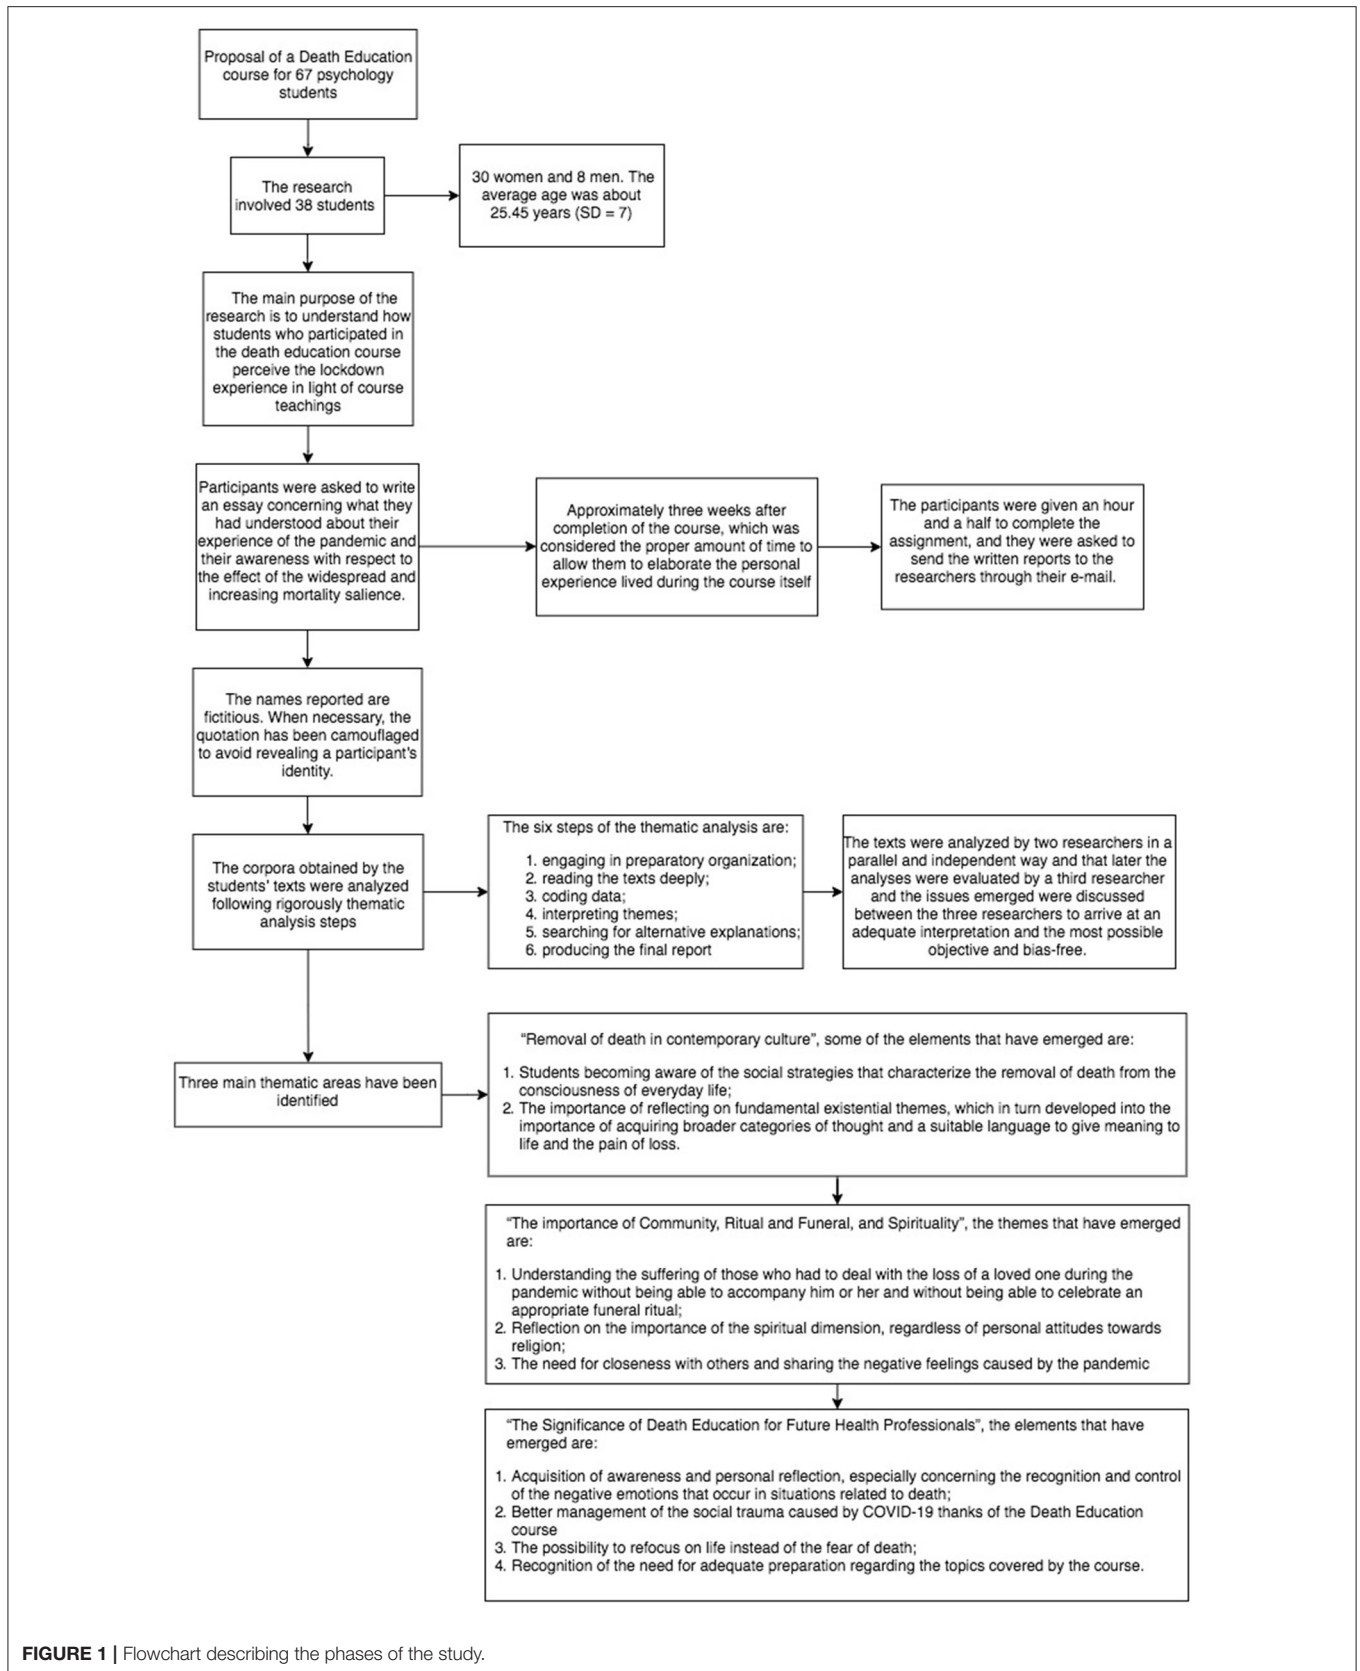 Proposal of a Death Education
course for 67 psychology
students
The research
involved 38 students
30 women and 8 men. The
average age was about
25.45 years (SD = 7)
The main purpose of the
research is to understand how
students who participated in
the death education course
perceive the lockdown
experience in light of course
teachings
Participants were asked to write
an essay concerning what they
had understood about their
experience of the pandemic and
their awareness with respect to
the effect of the widespread and
increasing mortality salience.
Approximately three weeks after
completion of the course, which was
considered the proper amount of time to
allow them to elaborate the personal
experience lived during the course itself
The participants were given an hour
and a half to complete the
assignment, and they were asked to
send the written reports to the
researchers through their e-mail.
The names reported are
fictitious. When necessary, the
quotation has been camouflaged
to avoid revealing a participant's
identity.
The corpora obtained by the
students' texts were analyzed
following rigorously thematic
analysis steps
The six steps of the thematic analysis are:
1. engaging in preparatory organization;
2. reading the texts deeply;
3. coding data;
4. interpreting themes;
5. searching for alternative explanations;
6. producing the final report
The texts were analyzed by two researchers in a
parallel and independent way and that later the
analyses were evaluated by a third researcher
and the issues emerged were discussed
between the three researchers to arrive at an
adequate interpretation and the most possible
objective and bias-free.
Three main thematic areas have been
identified
“Removal of death in contemporary culture”, some of the elements that have emerged are:
1. Students becoming aware of the social strategies that characterize the removal of death from the
consciousness of everyday life;
2. The importance of reflecting on fundamental existential themes, which in turn developed into the
importance of acquiring broader categories of thought and a suitable language to give meaning to
life and the pain of loss.
“The importance of Community, Ritual and Funeral, and Spirituality”, the themes that have emerged
are:
1. Understanding the suffering of those who had to deal with the loss of a loved one during the
pandemic without being able to accompany him or her and without being able to celebrate an
appropriate funeral ritual;
2. Reflection on the importance of the spiritual dimension, regardless of personal attitudes towards
religion;
3. The need for closeness with others and sharing the negative feelings caused by the pandemic
“The Significance of Death Education for Future Health Professionals”, the elements that have
emerged are:
1. Acquisition of awareness and personal reflection, especially concerning the recognition and control
of the negative emotions that occur in situations related to death;
2. Better management of the social trauma caused by COVID-19 thanks of the Death Education
course
3. The possibility to refocus on life instead of the fear of death;
4. Recognition of the need for adequate preparation regarding the topics covered by the course.
FIGURE 1 | Flowchart describing the phases of the study.